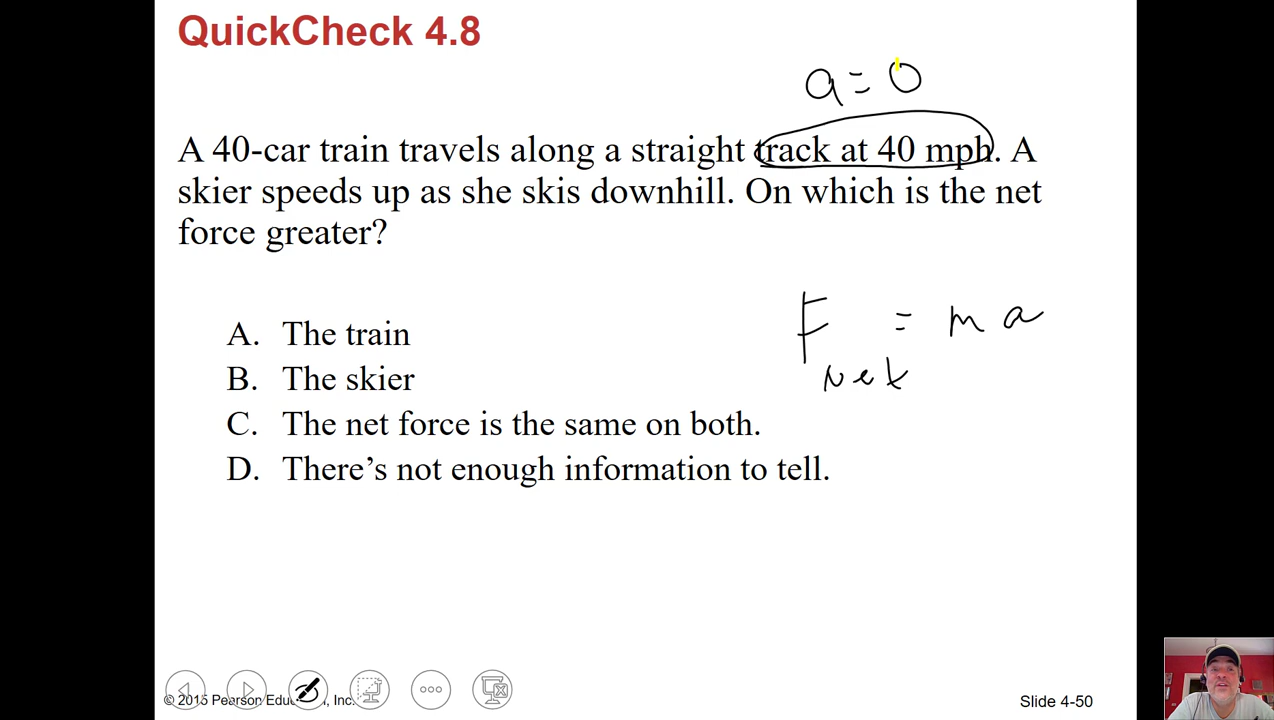 QuickCheck 4.8
a = 0
A 40-car train travels along a straight track at 40 mph. A
skier speeds up as she skis downhill. On which is the net
force greater?
F = m a
Net
A. The train
B. The skier
C. The net force is the same on both.
D. There’s not enough information to tell.
© 2015 Pearson Educ , Inc.
Slide 4-50